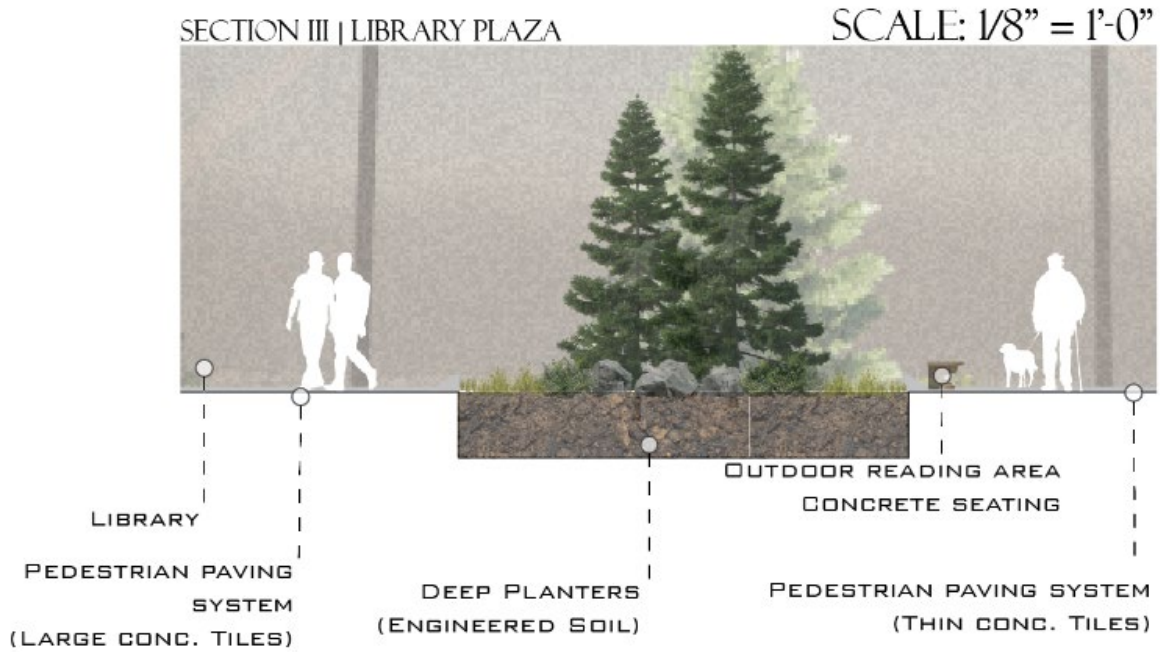 SECTION III | LIBRARY PLAZA
SCALE: 1/8” = 1’-0”
LIBRARY
PEDESTRIAN PAVING
SYSTEM
(LARGE CONC. TILES)
DEEP PLANTERS
(ENGINEERED SOIL)
OUTDOOR READING AREA
CONCRETE SEATING
PEDESTRIAN PAVING SYSTEM
(THIN CONC. TILES)